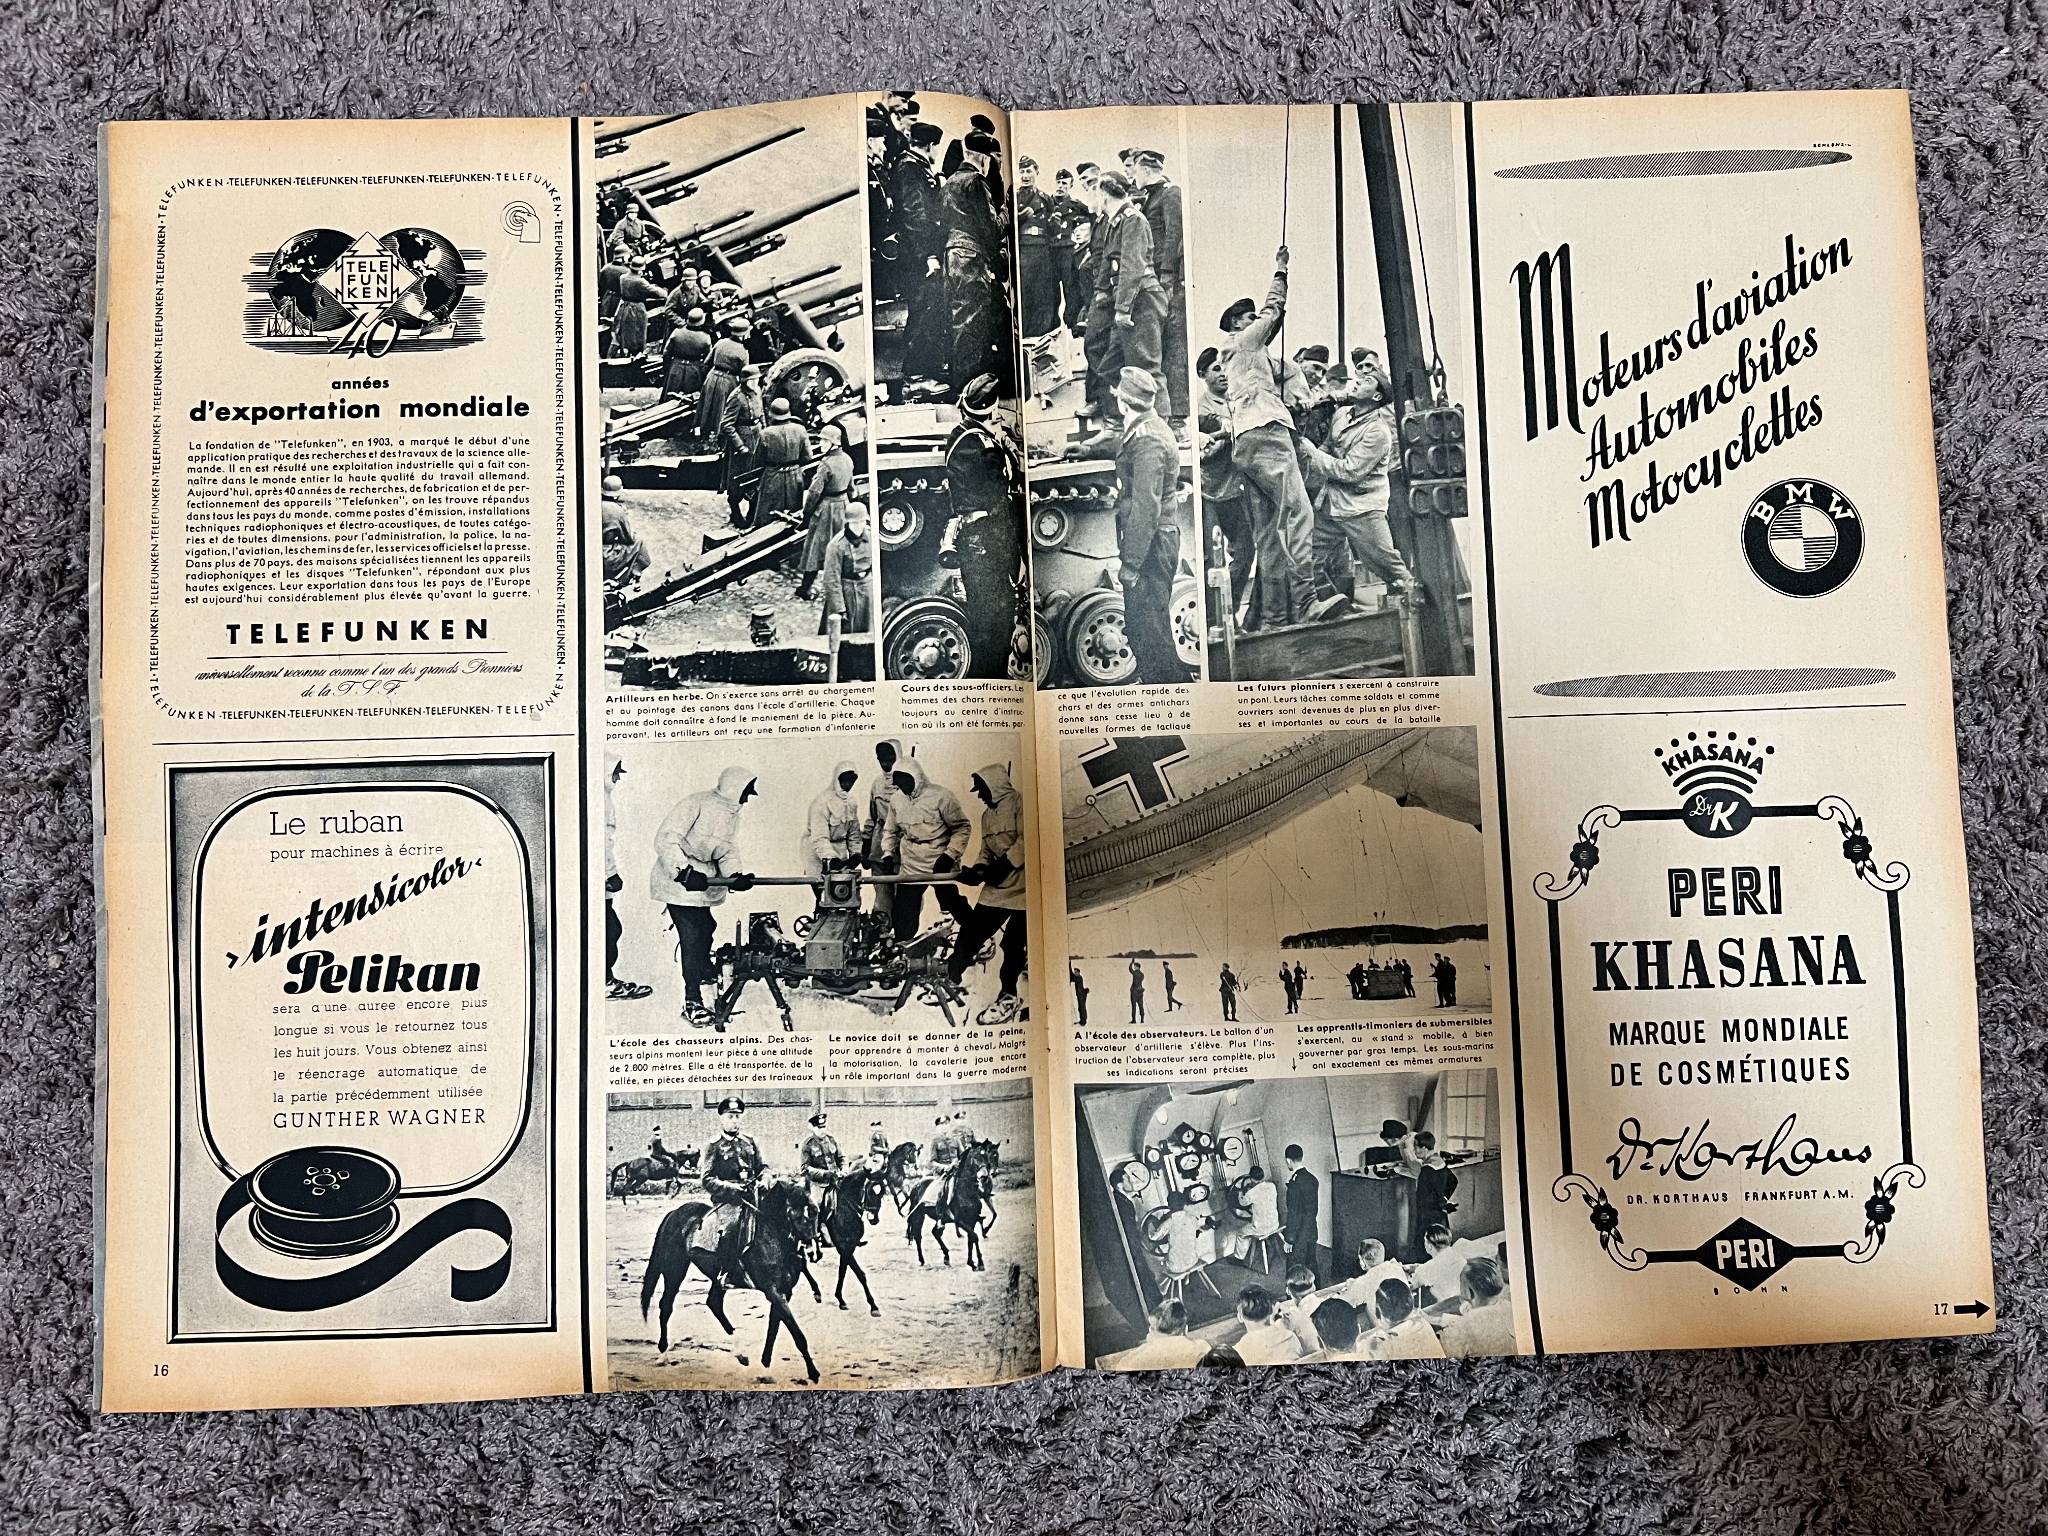 TELEFUNKEN·TELEFUNKEN·TELEFUNKEN·TELEFUNKEN·TELEFUNKEN·TELEFUNKEN
TELE
FUN
KEN
40
années
d'exportation mondiale
La fondation de "Telefunken", en 1903, a marqué le début d'une
application pratique des recherches et des travaux de la science alle-
mande. Il en est résulté une exploitation industrielle qui a fait con-
naître dans le monde entier la haute qualité du travail allemand.
Aujourd'hui, après 40 années de recherches, de fabrication et de per-
fectionnement des appareils "Telefunken", on les trouve répandus
dans tous les pays du monde, comme postes d'émission, installations
techniques radiophoniques et électro-acoustiques, de toutes catégo-
ries et de toutes dimensions, pour l'administration, la police, la na-
vigation, l'aviation, les chemins de fer, les services officiels et la presse.
Dans plus de 70 pays, des maisons spécialisées tiennent les appareils
radiophoniques et les disques "Telefunken", répondant aux plus
hautes exigences. Leur exportation dans tous les pays de l'Europe
est aujourd'hui considérablement plus élevée qu'avant la guerre.
TELEFUNKEN
universellement reconnu comme l'un des grands Pionniers
de la T.S.F.
TELEFUNKEN·TELEFUNKEN·TELEFUNKEN·TELEFUNKEN·TELEFUNKEN·TELEFUNKEN
Le ruban
pour machines à écrire
intensicolor
Pelikan
sera d'une durée encore plus
longue si vous le retournez tous
les huit jours. Vous obtenez ainsi
le réencrage automatique de
la partie précédemment utilisée
GÜNTHER WAGNER
16
3763
Artilleurs en herbe. On s'exerce sans arrêt au chargement
et au pointage des canons dans l'école d'artillerie. Chaque
homme doit connaître à fond le maniement de la pièce. Au-
paravant, les artilleurs ont reçu une formation d'infanterie
Cours des sous-officiers. Les
hommes des chars reviennent
toujours au centre d'instruc-
tion où ils ont été formés, par-
ce que l'évolution rapide des
chars et des armes antichars
donne sans cesse lieu à de
nouvelles formes de tactique
Les futurs pionniers s'exercent à construire
un pont. Leurs tâches comme soldats et comme
ouvriers sont devenues de plus en plus diver-
ses et importantes au cours de la bataille
L'école des chasseurs alpins. Des chas-
seurs alpins montent leur pièce à une altitude
de 2.800 mètres. Elle a été transportée, de la
vallée, en pièces détachées sur des traîneaux
Le novice doit se donner de la peine,
pour apprendre à monter à cheval. Malgré
la motorisation, la cavalerie joue encore
un rôle important dans la guerre moderne
A l'école des observateurs. Le ballon d'un
observateur d'artillerie s'élève. Plus l'ins-
truction de l'observateur sera complète, plus
ses indications seront précises
Les apprentis-timoniers de submersibles
s'exercent, au «stand» mobile, à bien
gouverner par gros temps. Les sous-marins
ont exactement ces mêmes armatures
Moteurs d'aviation
Automobiles
Motocyclettes
BMW
KHASANA
Dr K
PERI
KHASANA
MARQUE MONDIALE
DE COSMÉTIQUES
Dr. Korthaus
DR. KORTHAUS FRANKFURT A.M.
PERI
17